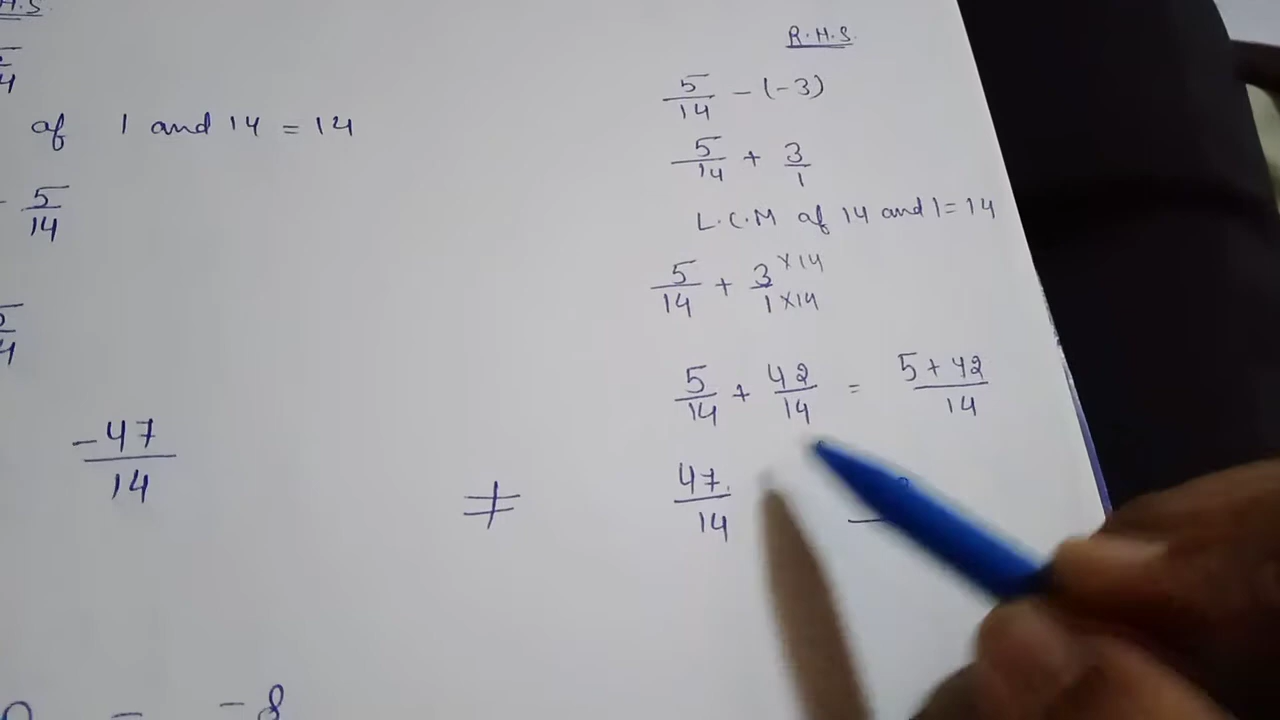 H.S.
of 1 and 14 = 14
5/14
-47/14
≠
R.H.S.
5/14 - (-3)
5/14 + 3/1
L.C.M of 14 and 1 = 14
5/14 + 3×14/1×14
5/14 + 42/14 = 5+42/14
47/14
- 8